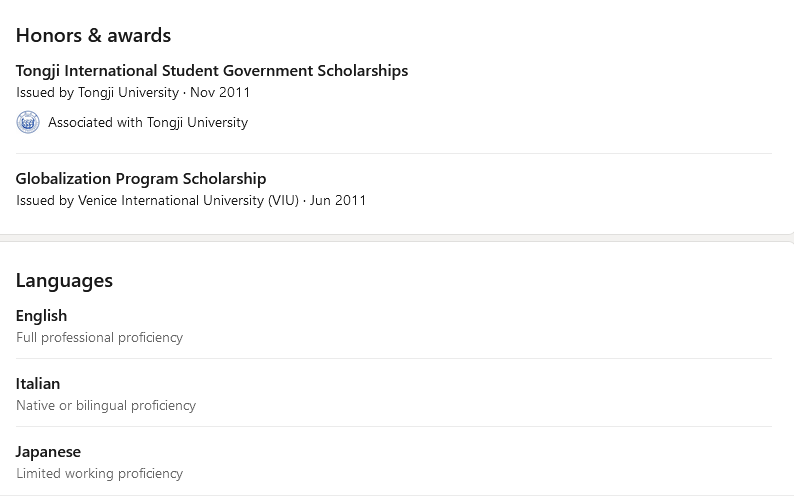 Honors & awards
Tongji International Student Government Scholarships
Issued by Tongji University · Nov 2011
Associated with Tongji University
Globalization Program Scholarship
Issued by Venice International University (VIU) · Jun 2011
Languages
English
Full professional proficiency
Italian
Native or bilingual proficiency
Japanese
Limited working proficiency